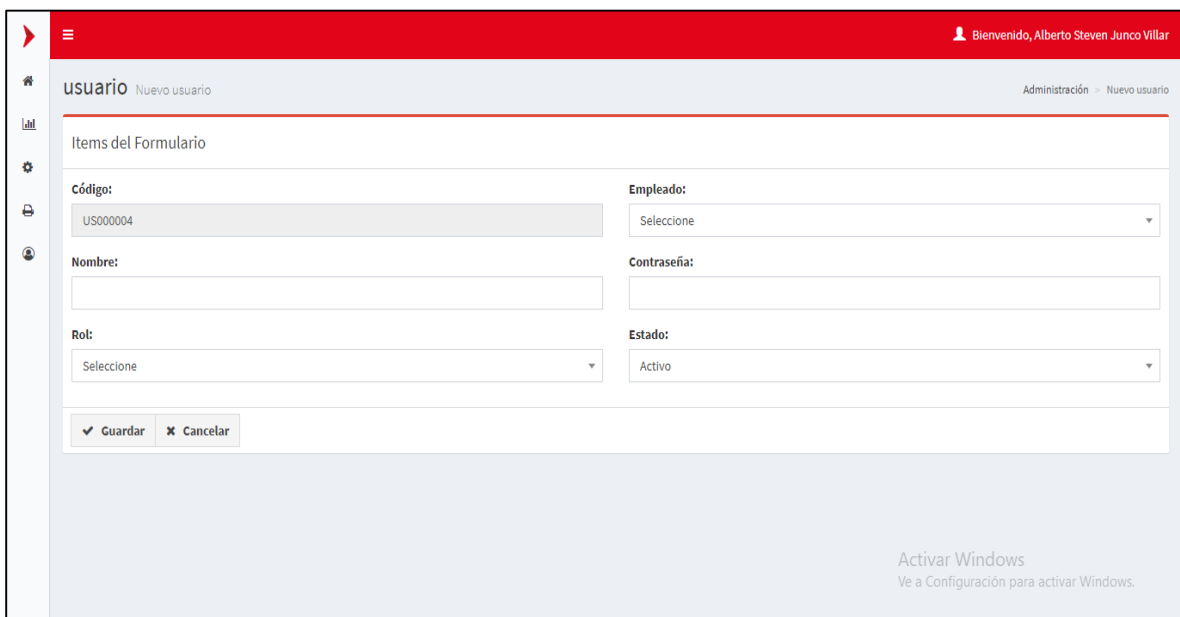 Bienvenido, Alberto Steven Junco Villar
usuario Nuevo usuario
Administración > Nuevo usuario
Items del Formulario
Código:
Empleado:
US000004
Seleccione
Nombre:
Contraseña:
Rol:
Estado:
Seleccione
Activo
Guardar
Cancelar
Activar Windows
Ve a Configuración para activar Windows.